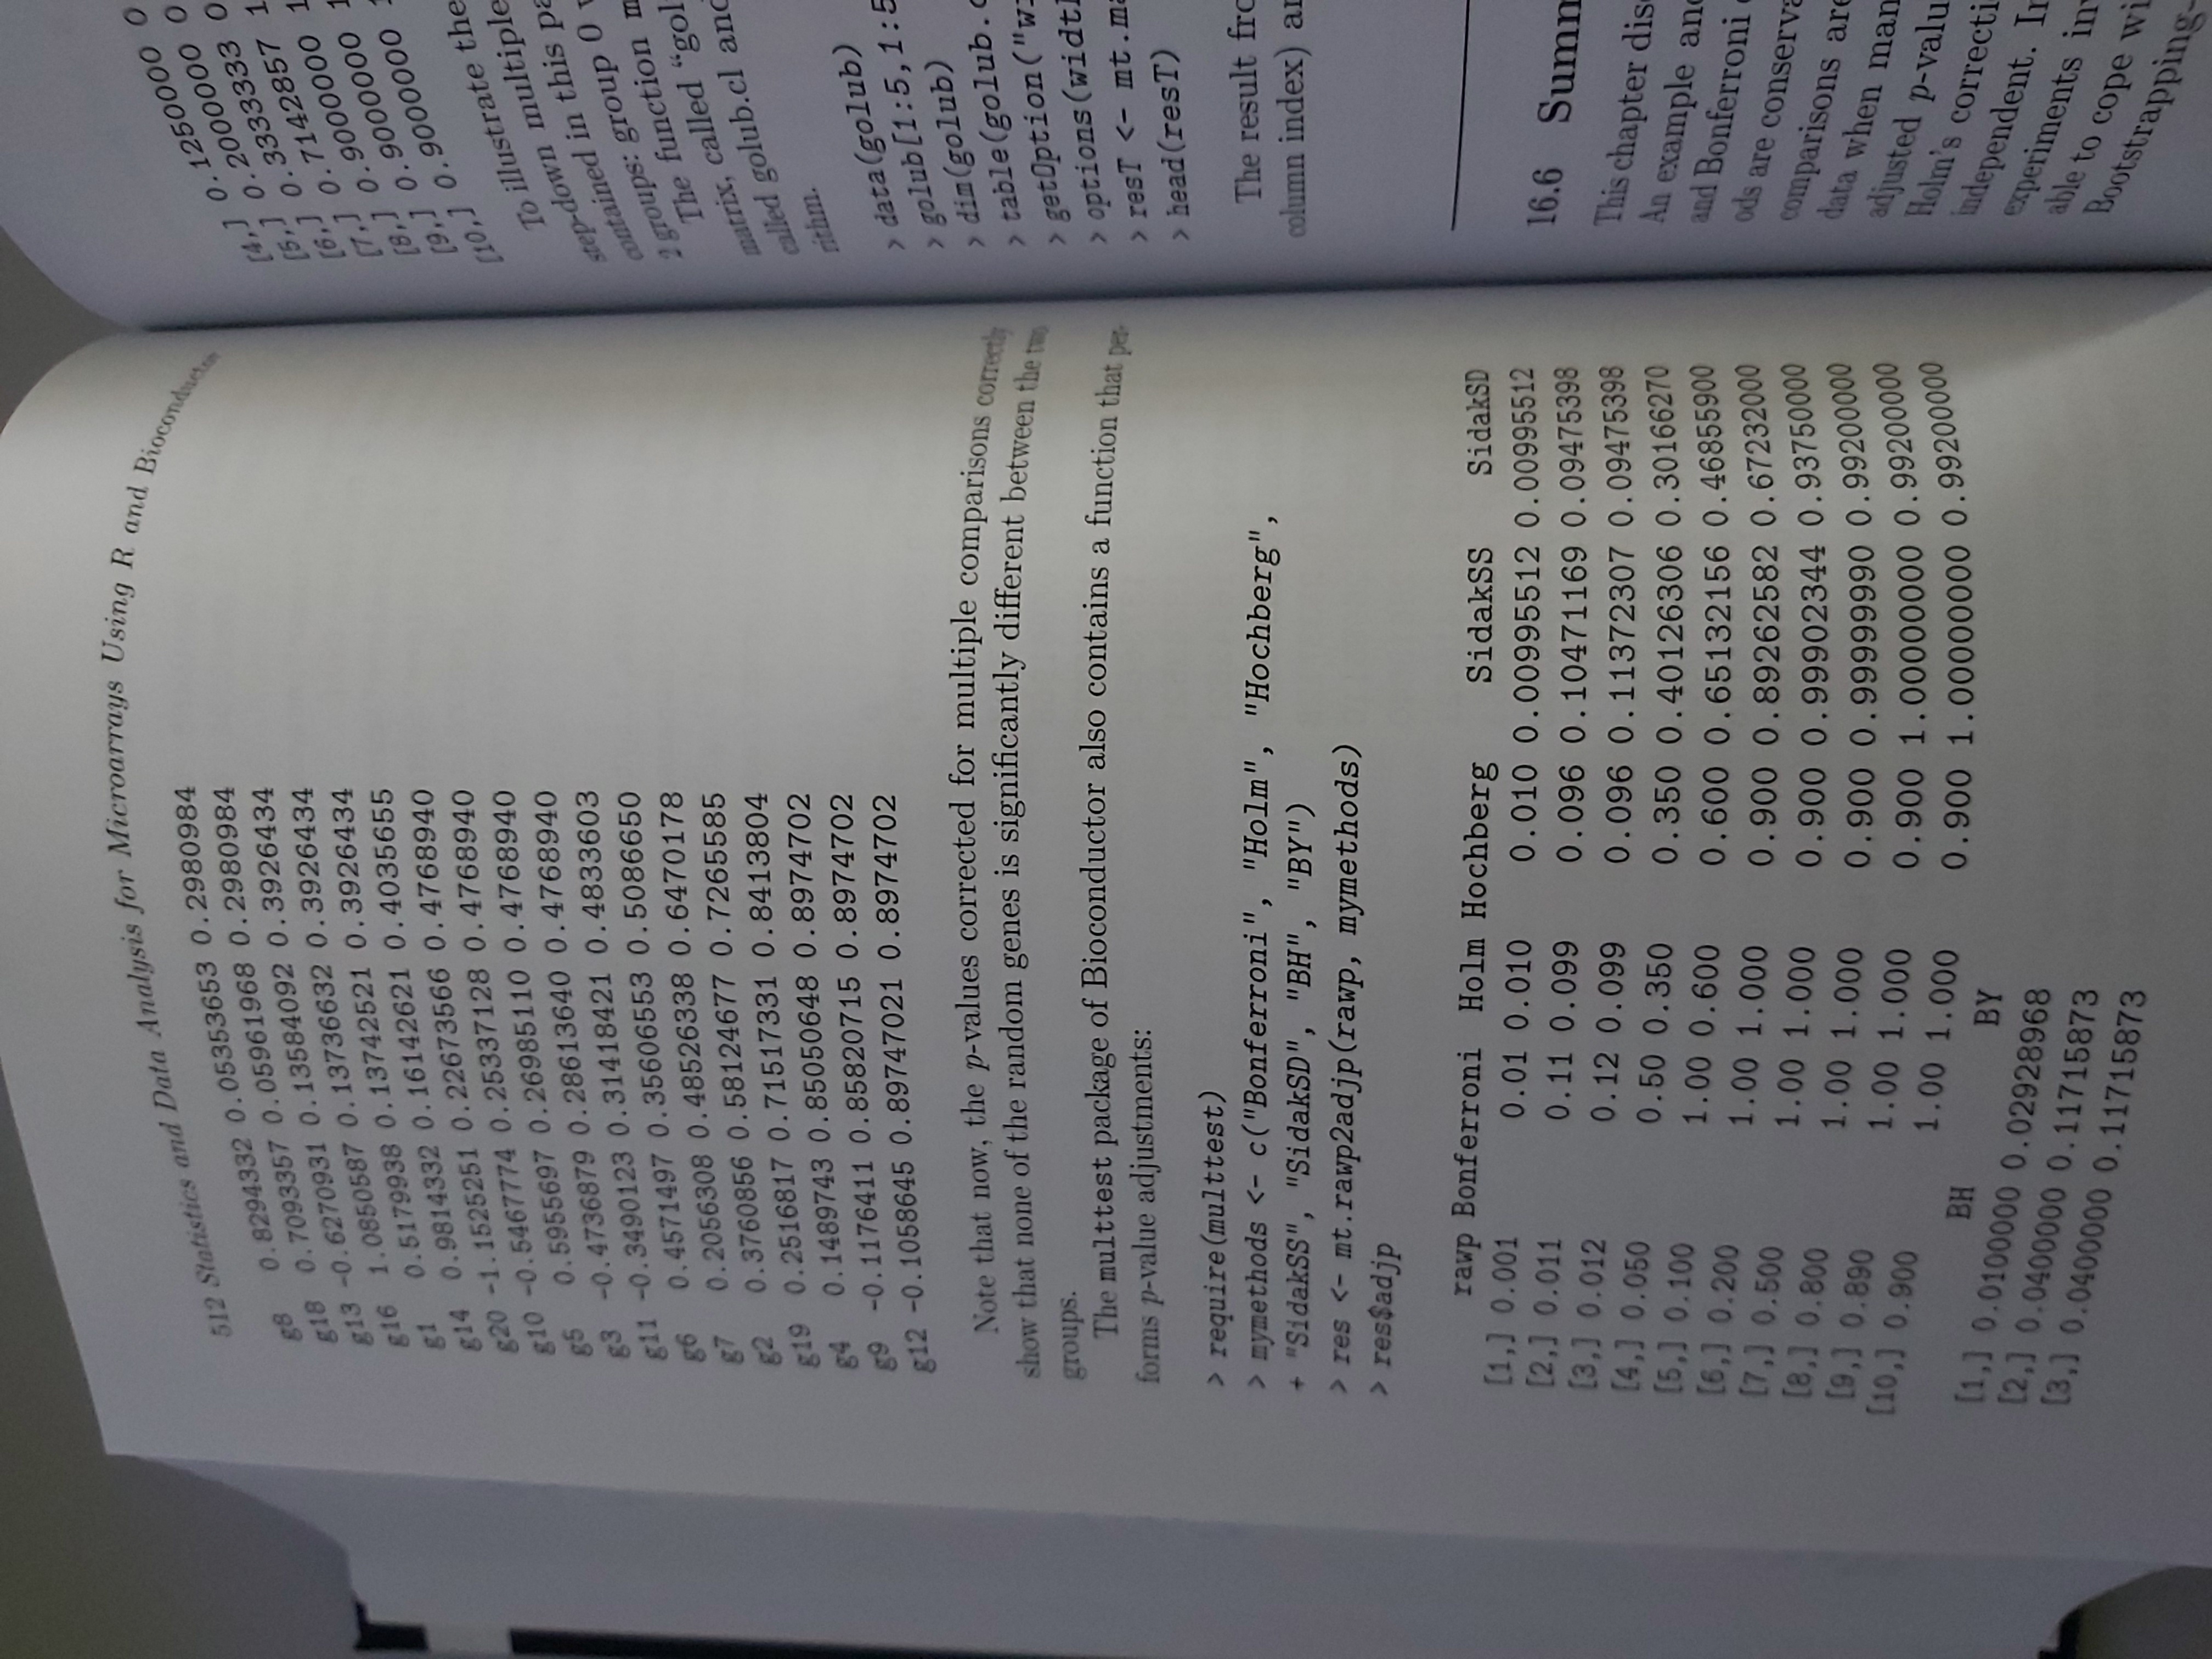 512 Statistics and Data Analysis for Microarrays Using R and Bioconductor
g8 0.8294332 0.05353653 0.2980984
g18 0.7093357 0.05961968 0.2980984
g13 -0.6270931 0.13584092 0.3926434
g16 1.0850587 0.13736632 0.3926434
g1 0.5179938 0.13742521 0.3926434
g14 0.9814332 0.16142621 0.4035655
g20 -1.1525251 0.22673566 0.4768940
g10 -0.5467774 0.25337128 0.4768940
g5 0.5955697 0.26985110 0.4768940
g3 -0.4736879 0.28613640 0.4768940
g11 -0.3490123 0.31418421 0.4833603
g6 0.4571497 0.35606553 0.5086650
g7 0.2056308 0.48526338 0.6470178
g2 0.3760856 0.58124677 0.7265585
g19 0.2516817 0.71517331 0.8413804
g4 0.1489743 0.85050648 0.8974702
g9 -0.1176411 0.85820715 0.8974702
g12 -0.1058645 0.89747021 0.8974702
Note that now, the p-values corrected for multiple comparisons correctly
show that none of the random genes is significantly different between the two
groups.
The multtest package of Bioconductor also contains a function that per-
forms p-value adjustments:
> require(multtest)
> mymethods <- c("Bonferroni", "Holm", "Hochberg",
+ "SidakSS", "SidakSD", "BH", "BY")
> res <- mt.rawp2adjp(rawp, mymethods)
> res$adjp
rawp Bonferroni Holm Hochberg SidakSS SidakSD
[1,] 0.001 0.01 0.010 0.010 0.00995512 0.00995512
[2,] 0.011 0.11 0.099 0.096 0.10471169 0.09475398
[3,] 0.012 0.12 0.099 0.096 0.11372307 0.09475398
[4,] 0.050 0.50 0.350 0.350 0.40126306 0.30166270
[5,] 0.100 1.00 0.600 0.600 0.65132156 0.46855900
[6,] 0.200 1.00 1.000 0.900 0.89262582 0.67232000
[7,] 0.500 1.00 1.000 0.900 0.99902344 0.93750000
[8,] 0.800 1.00 1.000 0.900 0.99999990 0.99200000
[9,] 0.890 1.00 1.000 0.900 1.00000000 0.99200000
[10,] 0.900 1.00 1.000 0.900 1.00000000 0.99200000
BH BY
[1,] 0.0100000 0.02928968
[2,] 0.0400000 0.11715873
[3,] 0.0400000 0.11715873
[4,] 0.1250000 0
[5,] 0.2000000 0
[6,] 0.3333333 0
[7,] 0.7142857 1
[8,] 0.9000000 1
[9,] 0.9000000 1
[10,] 0.9000000 1
To illustrate the
step-down multiple
contained in this
2 groups: group 0
The function
matrix, called
called golub.cl and
rithm.
> data(golub)
> golub[1:5,1:5
> dim(golub)
> table(golub.
> getOption("
> options(
> resT <- mt.
> head(resT)
The result
column index)
16.6 Summ
This chapter
An example
and Bonferroni
ods are
comparisons are
data when
adjusted
Holm's
independent.
experiments
able to cope
Bootstrapping-